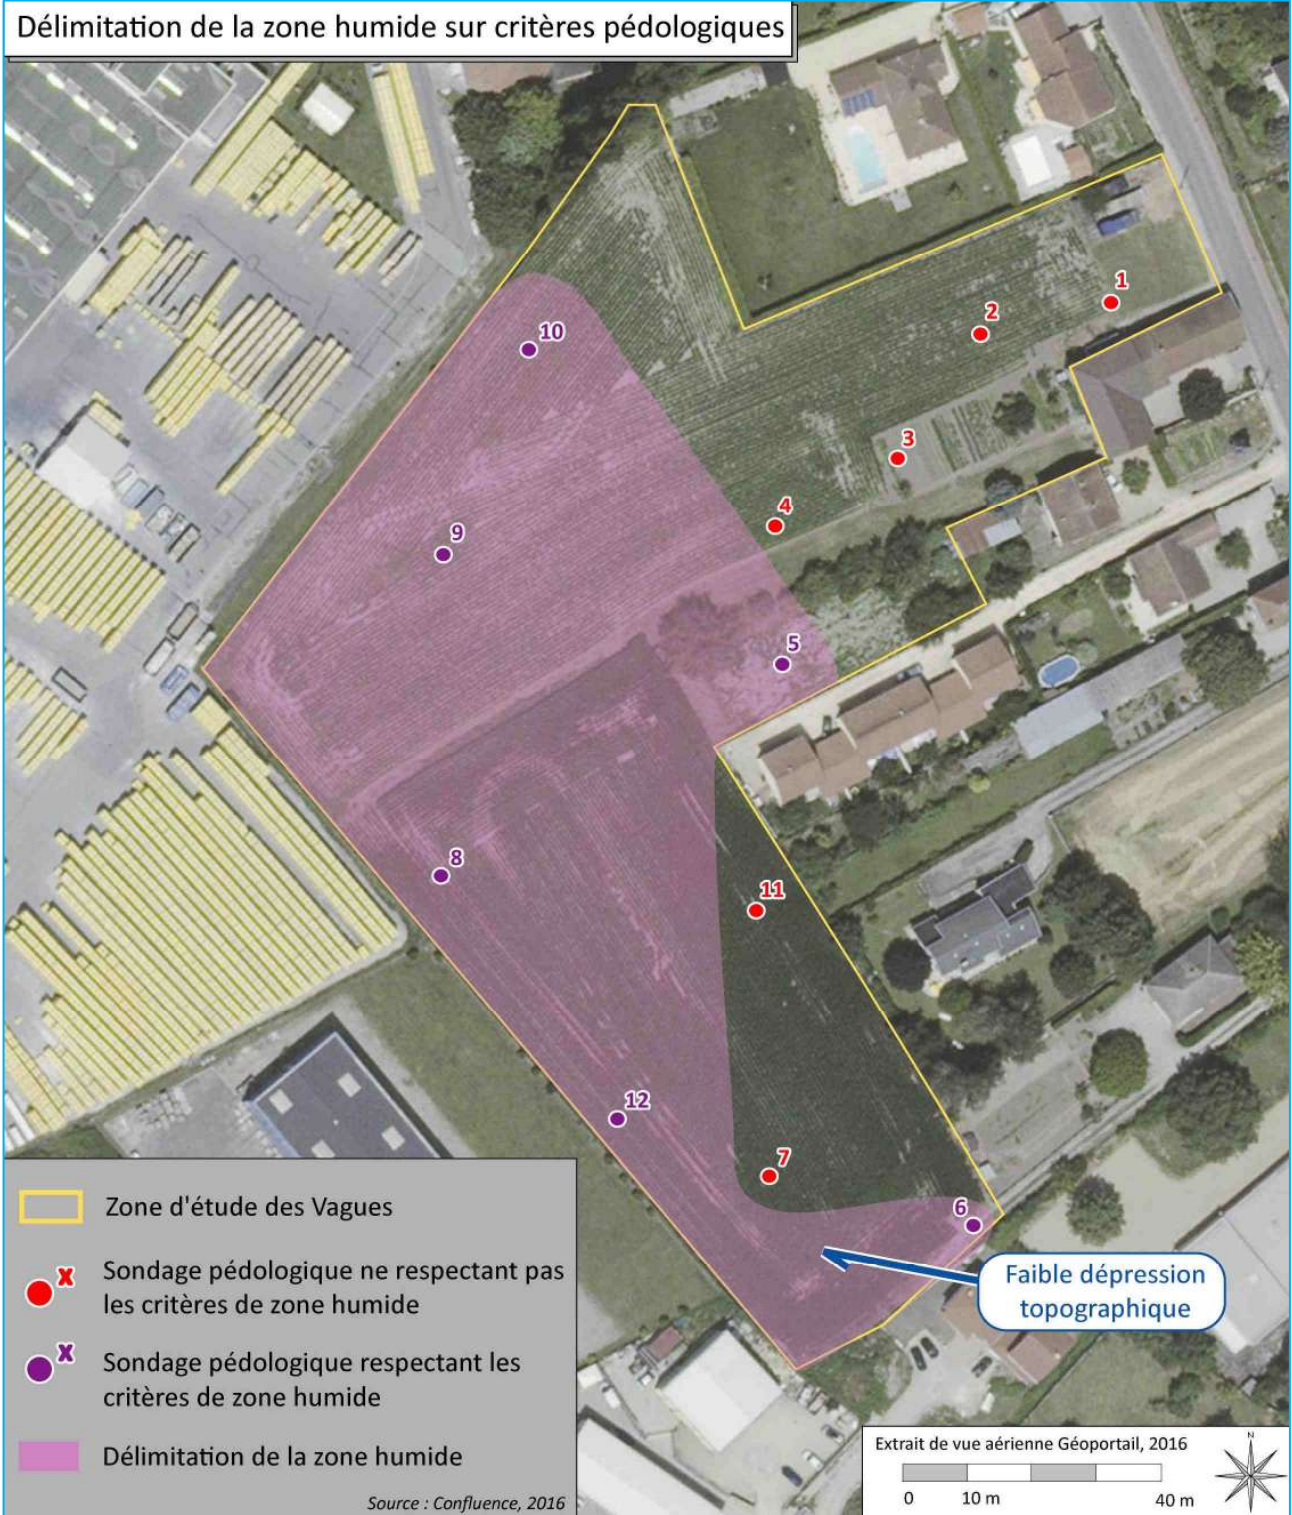 Délimitation de la zone humide sur critères pédologiques
1
2
10
3
4
9
5
8
11
12
7
6
Faible dépression
topographique
Zone d'étude des Vagues
x
Sondage pédologique ne respectant pas
les critères de zone humide
x
Sondage pédologique respectant les
critères de zone humide
Délimitation de la zone humide
Source : Confluence, 2016
Extrait de vue aérienne Géoportail, 2016
N
0 10 m 40 m